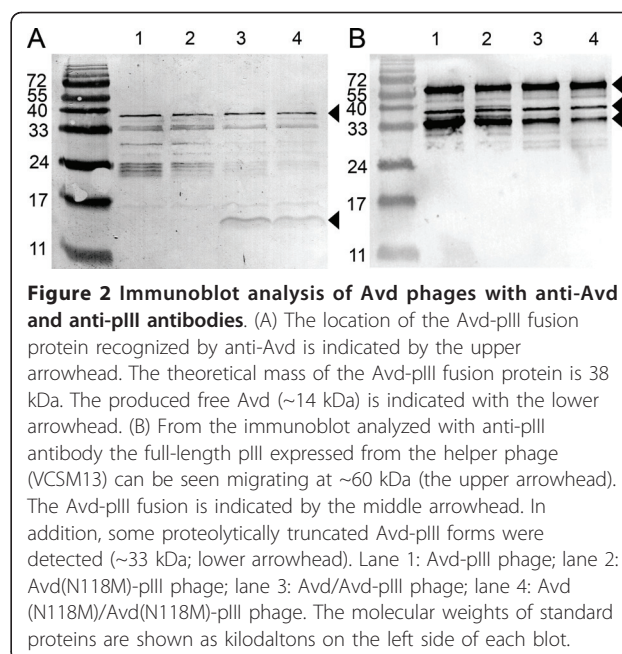 A 1 2 3 4 B 1 2 3 4
72 72
55 55
40 40
33 33
24 24
17 17
11 11
Figure 2 Immunoblot analysis of Avd phages with anti-Avd
and anti-pIII antibodies. (A) The location of the Avd-pIII fusion
protein recognized by anti-Avd is indicated by the upper
arrowhead. The theoretical mass of the Avd-pIII fusion protein is 38
kDa. The produced free Avd (~14 kDa) is indicated with the lower
arrowhead. (B) From the immunoblot analyzed with anti-pIII
antibody the full-length pIII expressed from the helper phage
(VCSM13) can be seen migrating at ~60 kDa (the upper arrowhead).
The Avd-pIII fusion is indicated by the middle arrowhead. In
addition, some proteolytically truncated Avd-pIII forms were
detected (~33 kDa; lower arrowhead). Lane 1: Avd-pIII phage; lane 2:
Avd(N118M)-pIII phage; lane 3: Avd/Avd-pIII phage; lane 4: Avd
(N118M)/Avd(N118M)-pIII phage. The molecular weights of standard
proteins are shown as kilodaltons on the left side of each blot.